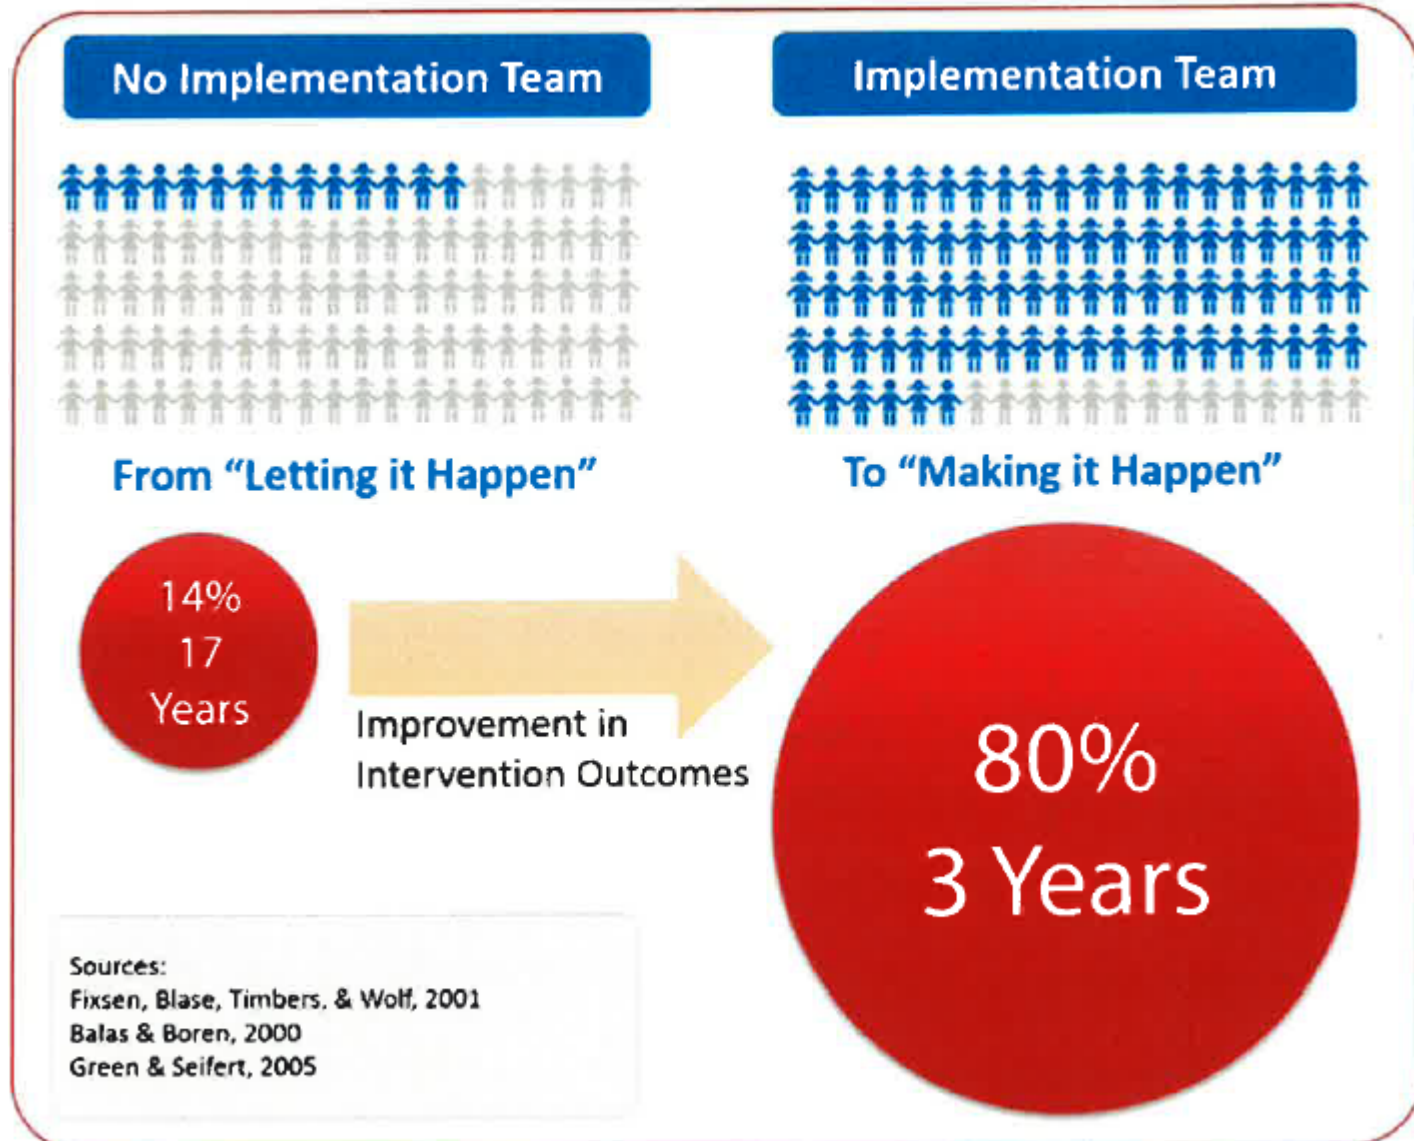 No Implementation Team
Implementation Team
From “Letting it Happen”
To “Making it Happen”
14%
17
Years
Improvement in
Intervention Outcomes
80%
3 Years
Sources:
Fixsen, Blase, Timbers, & Wolf, 2001
Balas & Boren, 2000
Green & Seifert, 2005